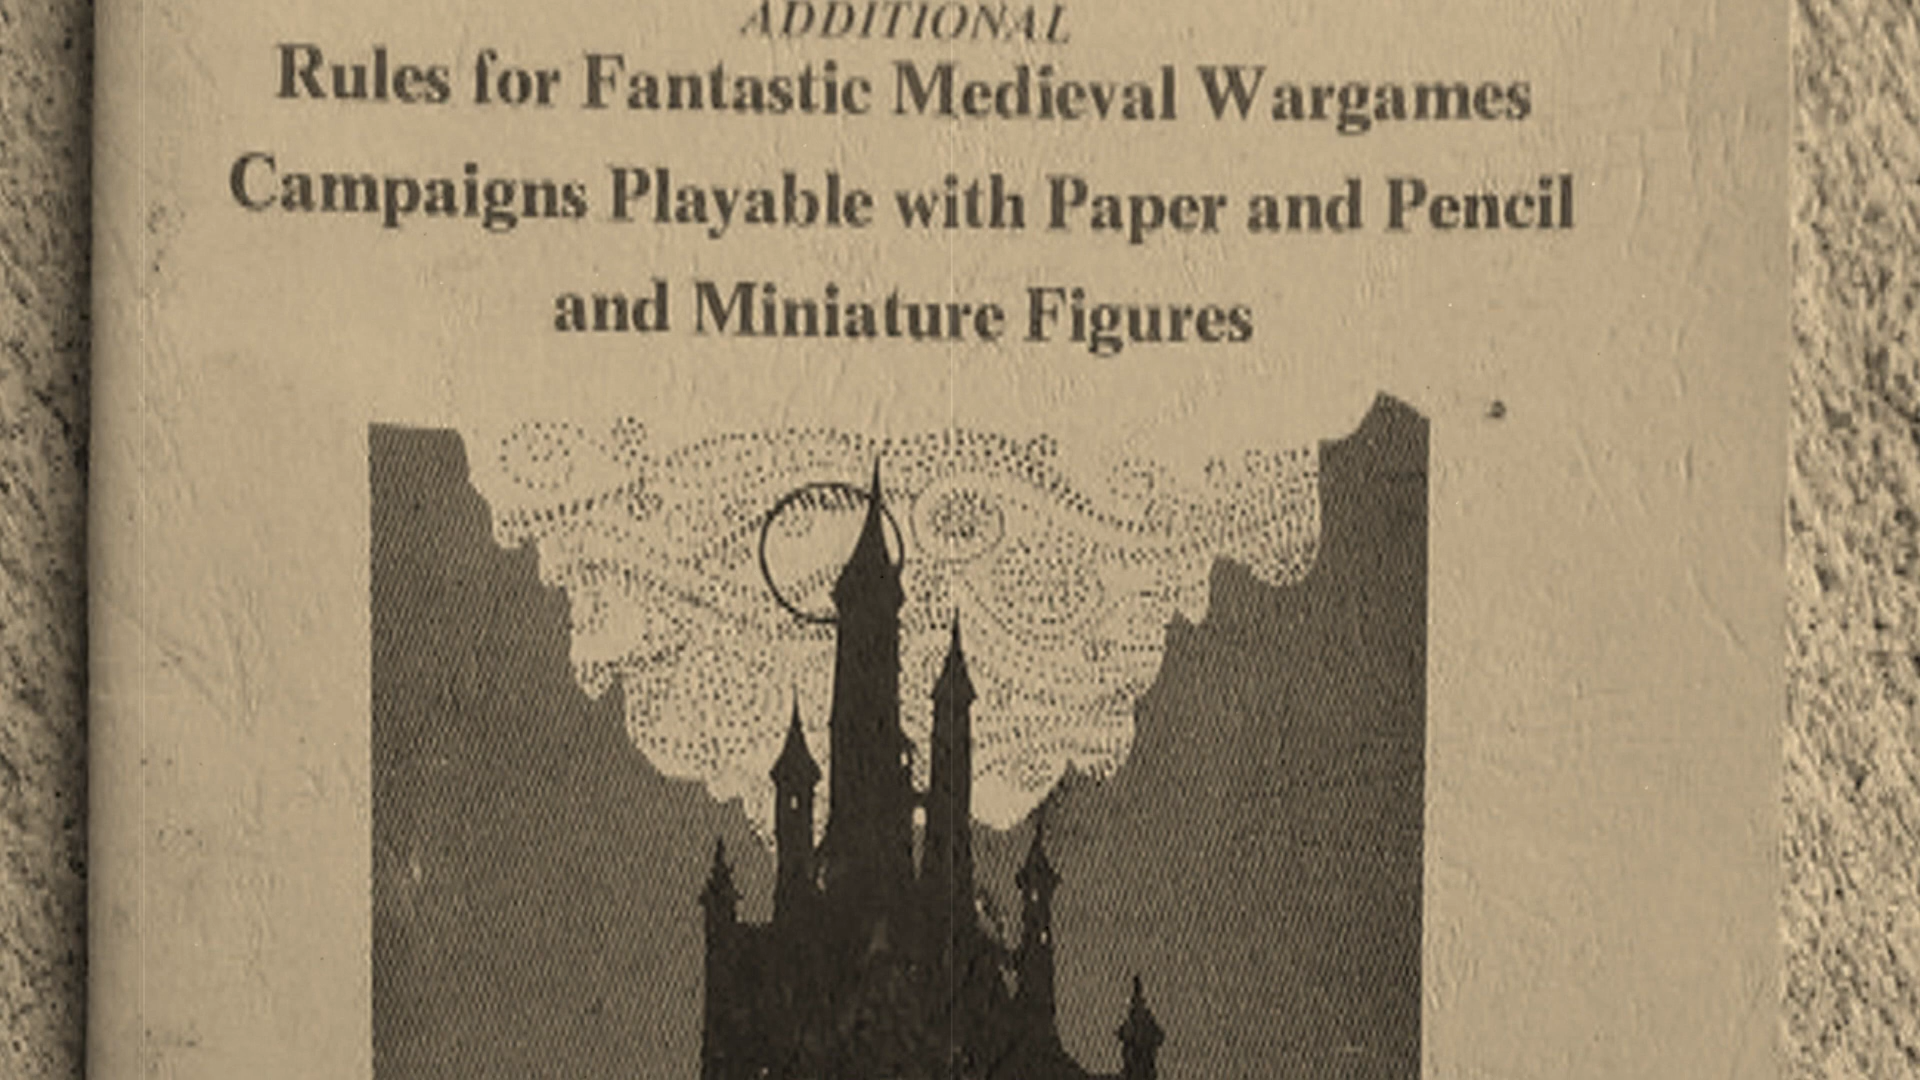 ADDITIONAL
Rules for Fantastic Medieval Wargames
Campaigns Playable with Paper and Pencil
and Miniature Figures